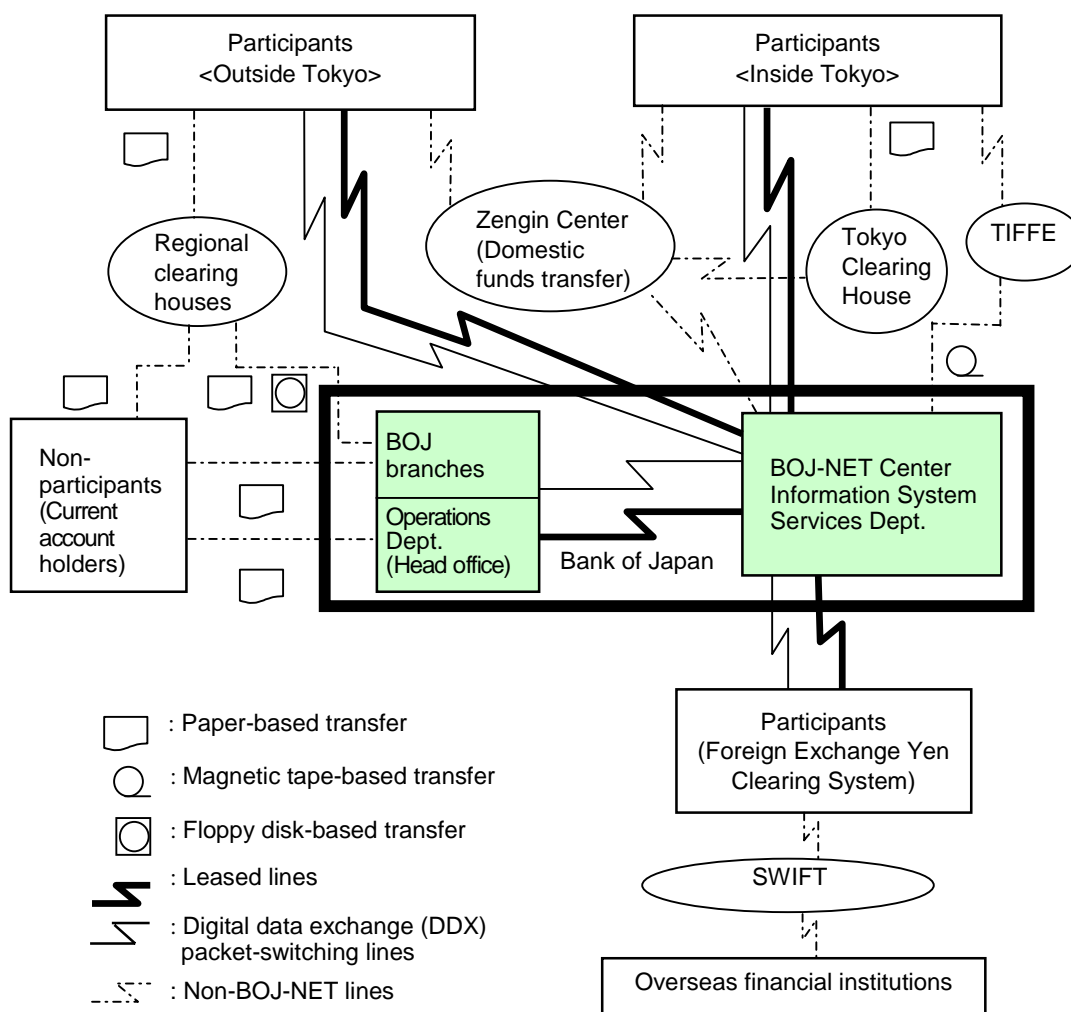 Participants
<Outside Tokyo>
Participants
<Inside Tokyo>
Regional
clearing
houses
Zengin Center
(Domestic
funds transfer)
Tokyo
Clearing
House
TIFFE
Non-
participants
(Current
account
holders)
BOJ
branches
Operations
Dept.
(Head office)
Bank of Japan
BOJ-NET Center
Information System
Services Dept.
Participants
(Foreign Exchange Yen
Clearing System)
SWIFT
Overseas financial institutions
: Paper-based transfer
: Magnetic tape-based transfer
: Floppy disk-based transfer
: Leased lines
: Digital data exchange (DDX)
packet-switching lines
: Non-BOJ-NET lines